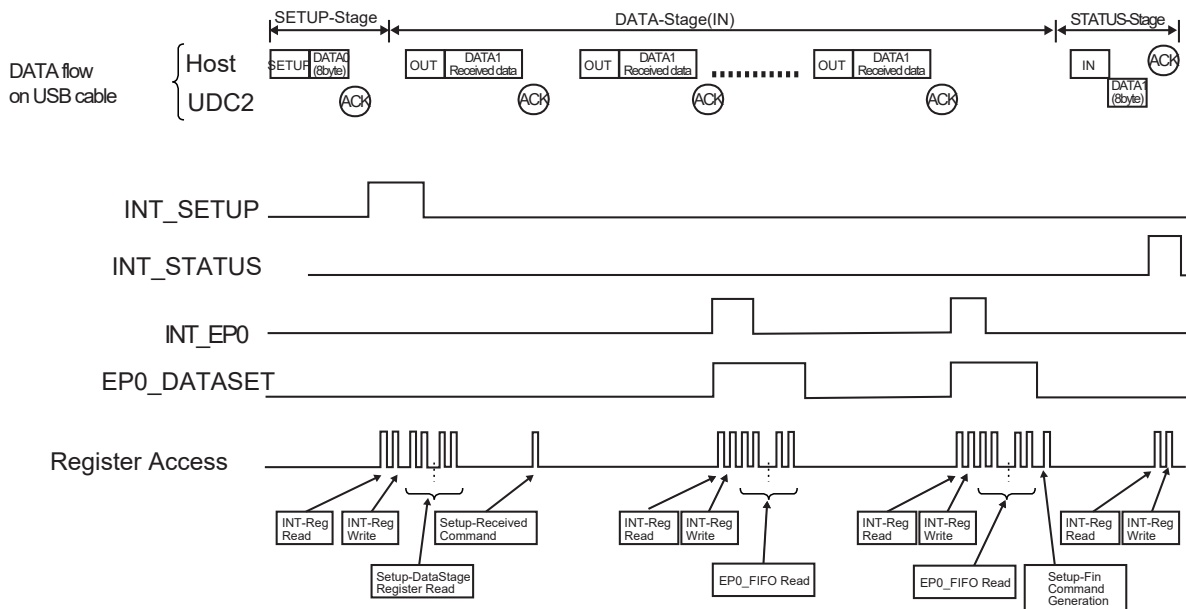 SETUP-Stage
DATA-Stage(IN)
STATUS-Stage
DATA flow
on USB cable
Host
UDC2
SETUP
DATA0
(8byte)
ACK
OUT
DATA1
Received data
ACK
OUT
DATA1
Received data
ACK
OUT
DATA1
Received data
ACK
IN
DATA1
(8byte)
ACK
INT_SETUP
INT_STATUS
INT_EP0
EP0_DATASET
Register Access
INT-Reg
Read
INT-Reg
Write
Setup-DataStage
Register Read
Setup-Received
Command
INT-Reg
Read
INT-Reg
Write
EP0_FIFO Read
INT-Reg
Read
INT-Reg
Write
EP0_FIFO Read
Setup-Fin
Command
Generation
INT-Reg
Read
INT-Reg
Write